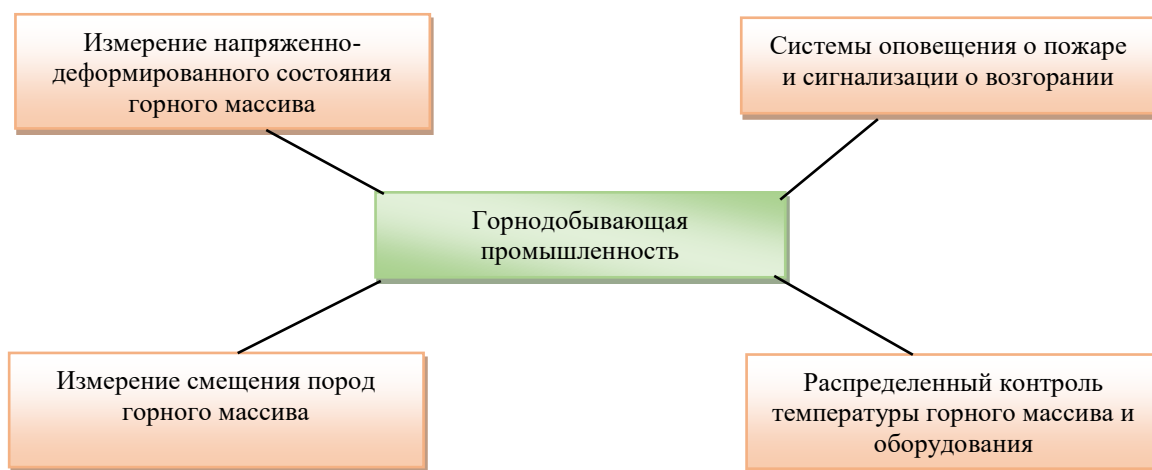 Измерение напряженно-
деформированного состояния
горного массива
Системы оповещения о пожаре
и сигнализации о возгорании
Горнодобывающая
промышленность
Измерение смещения пород
горного массива
Распределенный контроль
температуры горного массива и
оборудования